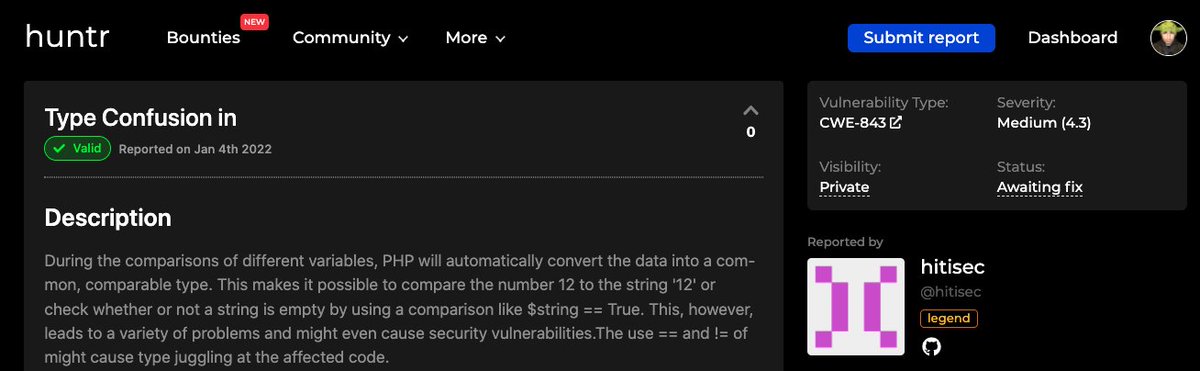 huntr
Bounties
NEW
Community
More
Submit report
Dashboard
Type Confusion in
Valid
Reported on Jan 4th 2022
0
Description
During the comparisons of different variables, PHP will automatically convert the data into a com-
mon, comparable type. This makes it possible to compare the number 12 to the string '12' or
check whether or not a string is empty by using a comparison like $string == True. This, however,
leads to a variety of problems and might even cause security vulnerabilities.The use == and != of
might cause type juggling at the affected code.
Vulnerability Type:
CWE-843
Severity:
Medium (4.3)
Visibility:
Private
Status:
Awaiting fix
Reported by
hitisec
@hitisec
legend